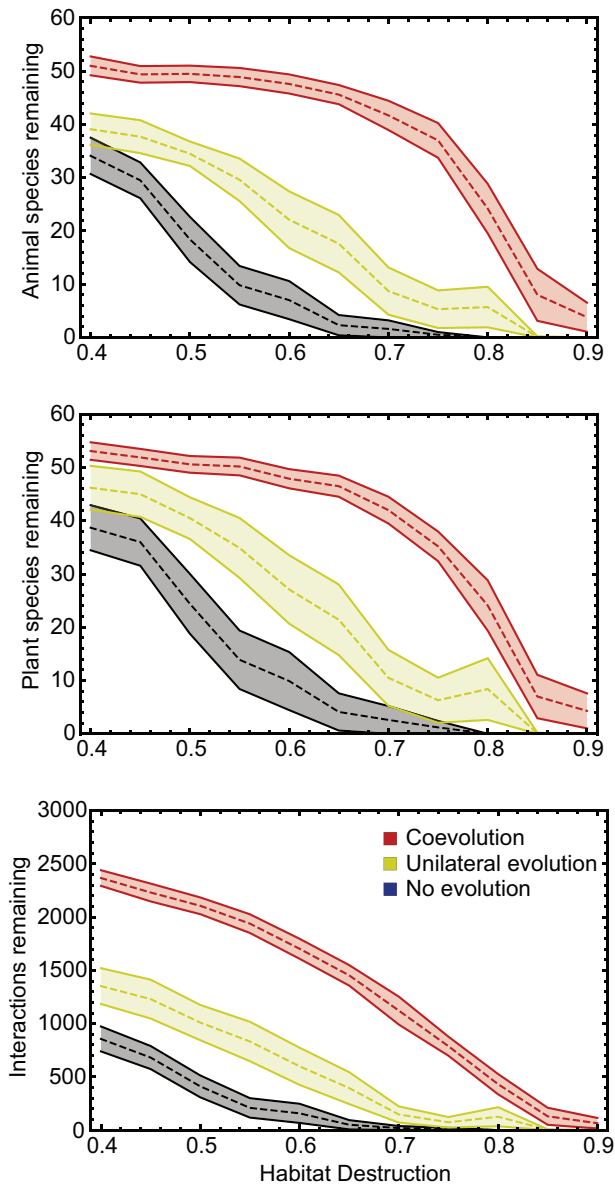 Animal species remaining
60
50
40
30
20
10
0
0.4 0.5 0.6 0.7 0.8 0.9
Plant species remaining
60
50
40
30
20
10
0
0.4 0.5 0.6 0.7 0.8 0.9
Interactions remaining
3000
2500
2000
1500
1000
500
0
Coevolution
Unilateral evolution
No evolution
0.4 0.5 0.6 0.7 0.8 0.9
Habitat Destruction